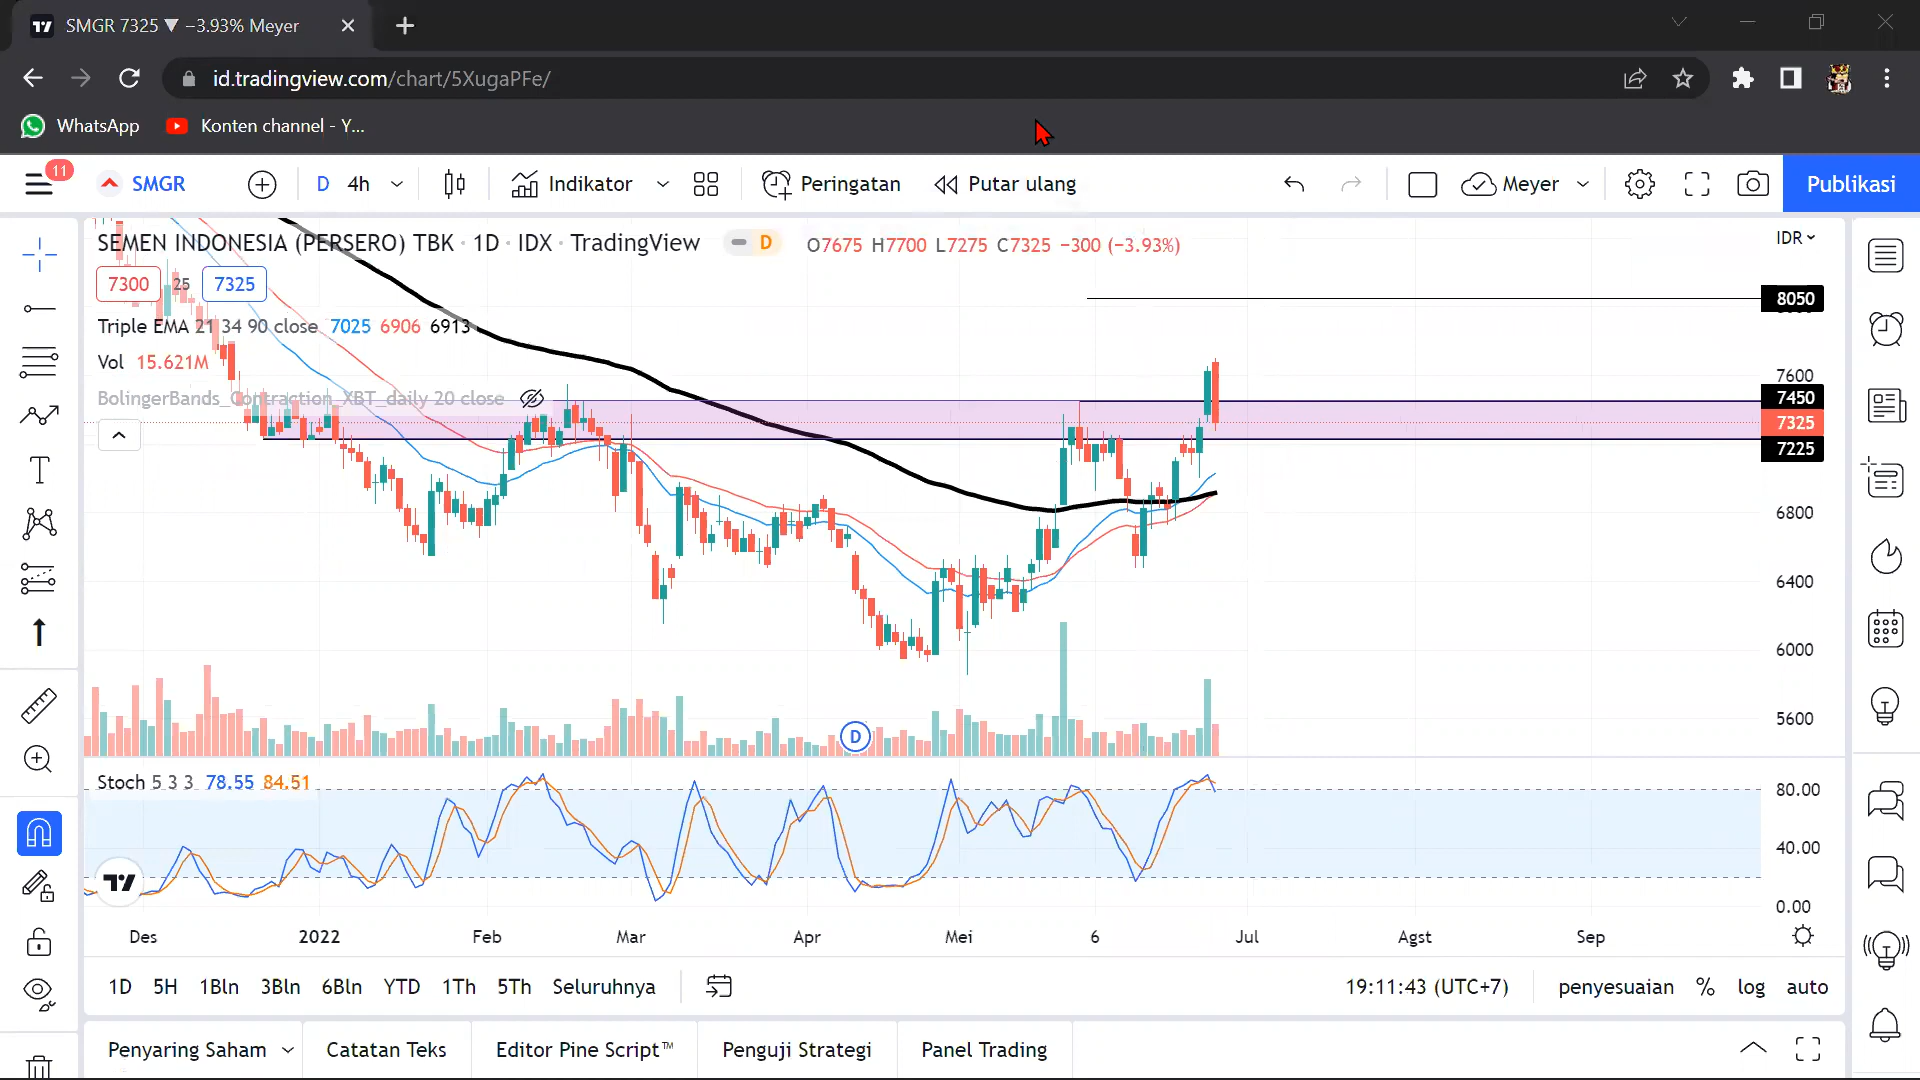 SMGR 7325 ▼ −3.93% Meyer
id.tradingview.com/chart/5XugaPFe/
WhatsApp
Konten channel - Y...
11
SMGR
D
4h
Indikator
Peringatan
Putar ulang
Meyer
Publikasi
SEMEN INDONESIA (PERSERO) TBK · 1D · IDX · TradingView
D
O7675 H7700 L7275 C7325 −300 (−3.93%)
IDR
7300
25
7325
8050
Triple EMA 21 34 90 close 7025 6906 6913
Vol 15.621M
7600
BolingerBands_Contraction_XBT_daily 20 close
7450
7325
7225
6800
6400
6000
5600
D
Stoch 5 3 3 78.55 84.51
80.00
40.00
0.00
Des
2022
Feb
Mar
Apr
Mei
6
Jul
Agst
Sep
1D
5H
1Bln
3Bln
6Bln
YTD
1Th
5Th
Seluruhnya
19:11:43 (UTC+7)
penyesuaian
%
log
auto
Penyaring Saham
Catatan Teks
Editor Pine Script™
Penguji Strategi
Panel Trading